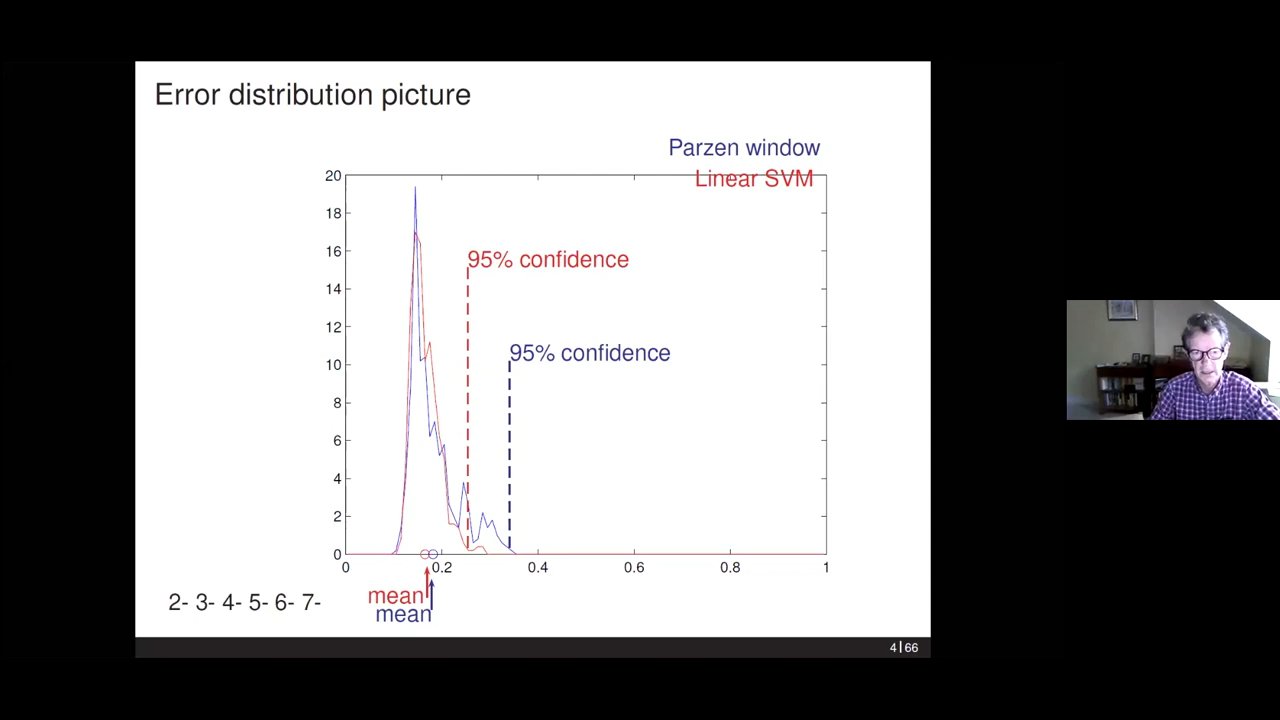 Error distribution picture
Parzen window
Linear SVM
20
18
16
14
12
10
8
6
4
2
0
95% confidence
95% confidence
0 0.2 0.4 0.6 0.8 1
mean
mean
2- 3- 4- 5- 6- 7-
4|66